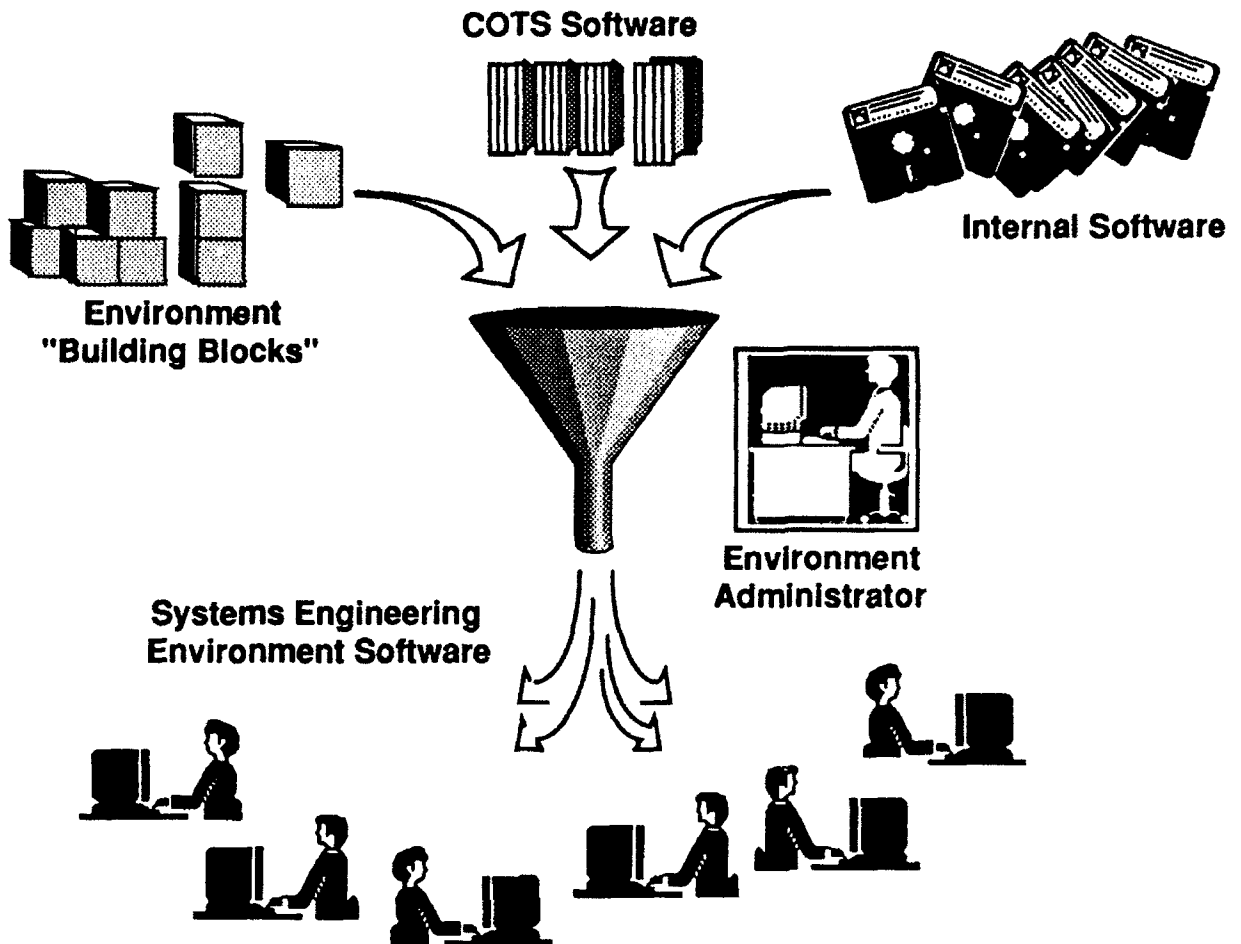 COTS Software
Internal Software
Environment
"Building Blocks"
Environment
Administrator
Systems Engineering
Environment Software